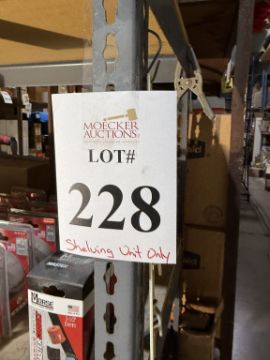 MOECKER
AUCTIONS
LOT#
228
Shelving Unit Only
MORSE